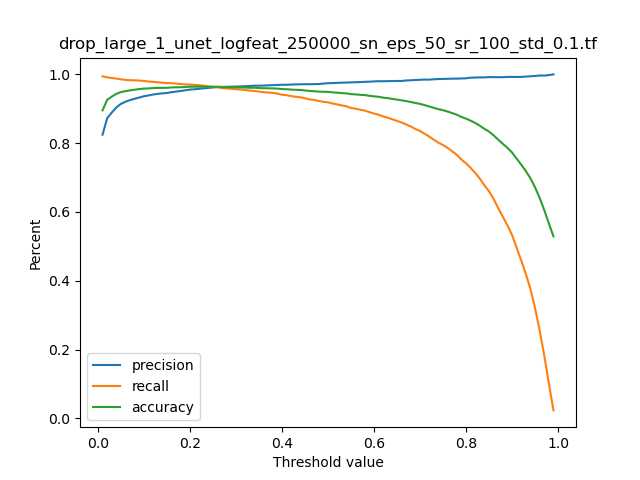 drop_large_1_unet_logfeat_250000_sn_eps_50_sr_100_std_0.1.tf
1.0
0.8
0.6
0.4
0.2
0.0
Percent
precision
recall
accuracy
0.0 0.2 0.4 0.6 0.8 1.0
Threshold value